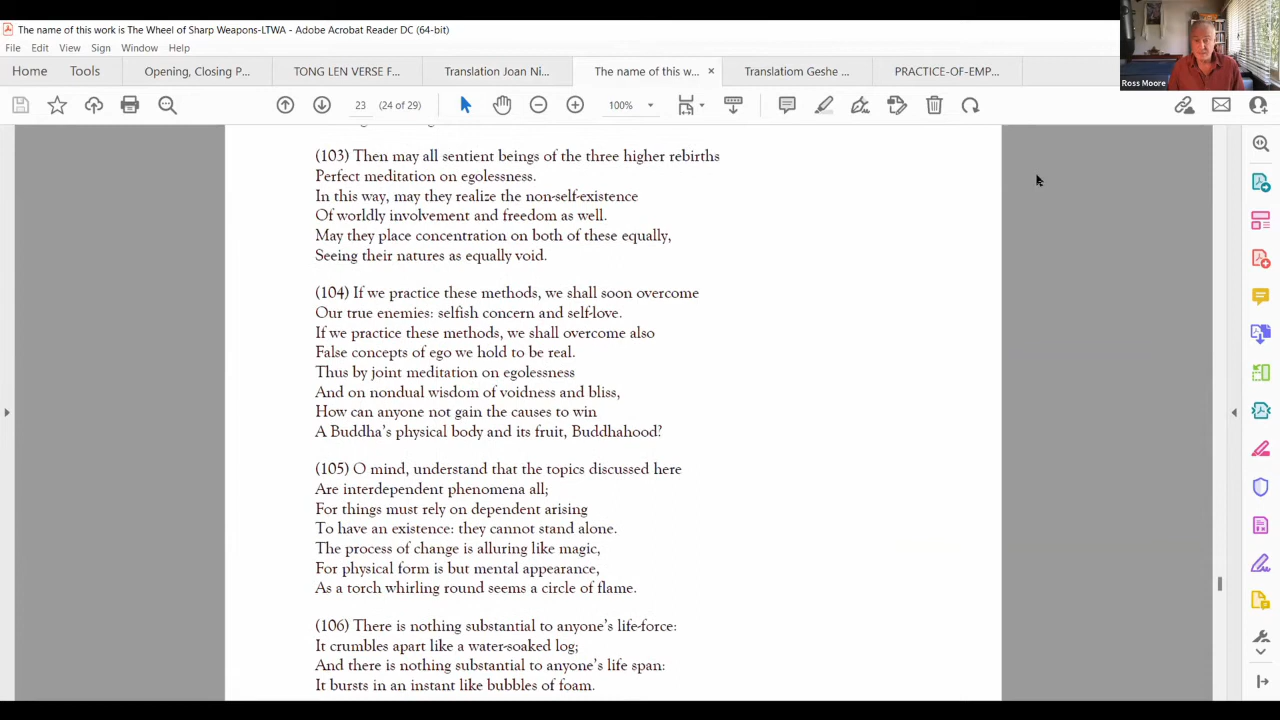 The name of this work is The Wheel of Sharp Weapons-LTWA - Adobe Acrobat Reader DC (64-bit)
File Edit View Sign Window Help
Home Tools Opening, Closing P... TONG LEN VERSE F... Translation Joan Ni... The name of this w... × Translatiom Geshe ... PRACTICE-OF-EMP...
Ross Moore
23 (24 of 29) 100%
(103) Then may all sentient beings of the three higher rebirths
Perfect meditation on egolessness.
In this way, may they realize the non-self-existence
Of worldly involvement and freedom as well.
May they place concentration on both of these equally,
Seeing their natures as equally void.
(104) If we practice these methods, we shall soon overcome
Our true enemies: selfish concern and self-love.
If we practice these methods, we shall overcome also
False concepts of ego we hold to be real.
Thus by joint meditation on egolessness
And on nondual wisdom of voidness and bliss,
How can anyone not gain the causes to win
A Buddha's physical body and its fruit, Buddhahood?
(105) O mind, understand that the topics discussed here
Are interdependent phenomena all;
For things must rely on dependent arising
To have an existence: they cannot stand alone.
The process of change is alluring like magic,
For physical form is but mental appearance,
As a torch whirling round seems a circle of flame.
(106) There is nothing substantial to anyone's life-force:
It crumbles apart like a water-soaked log;
And there is nothing substantial to anyone's life span:
It bursts in an instant like bubbles of foam.